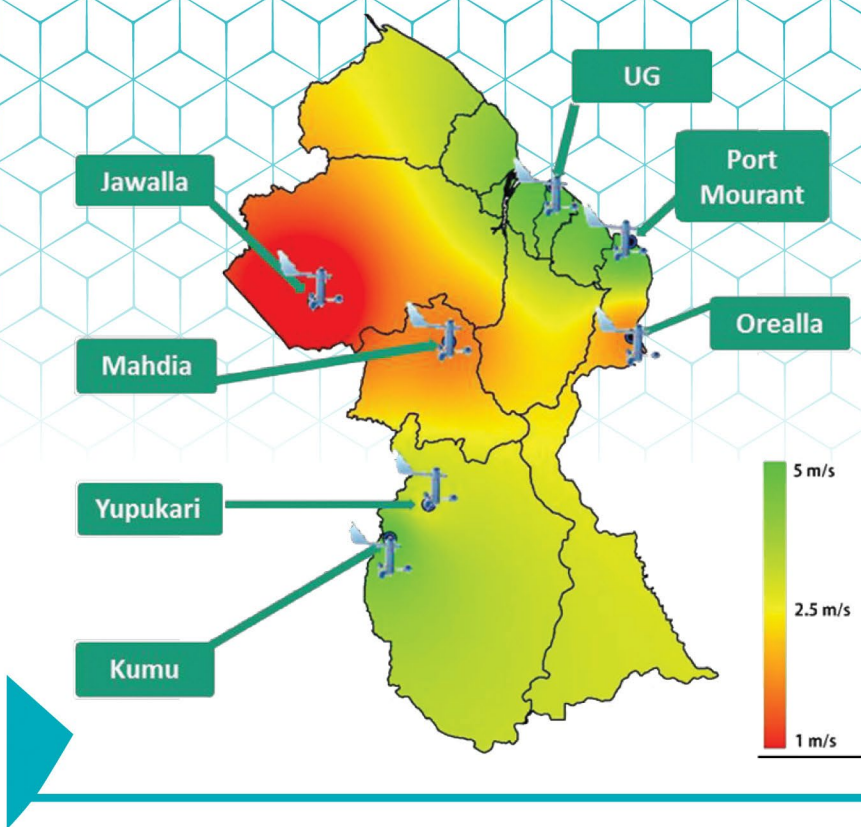 UG
Port
Mourant
Jawalla
Orealla
Mahdia
Yupukari
Kumu
5 m/s
2.5 m/s
1 m/s